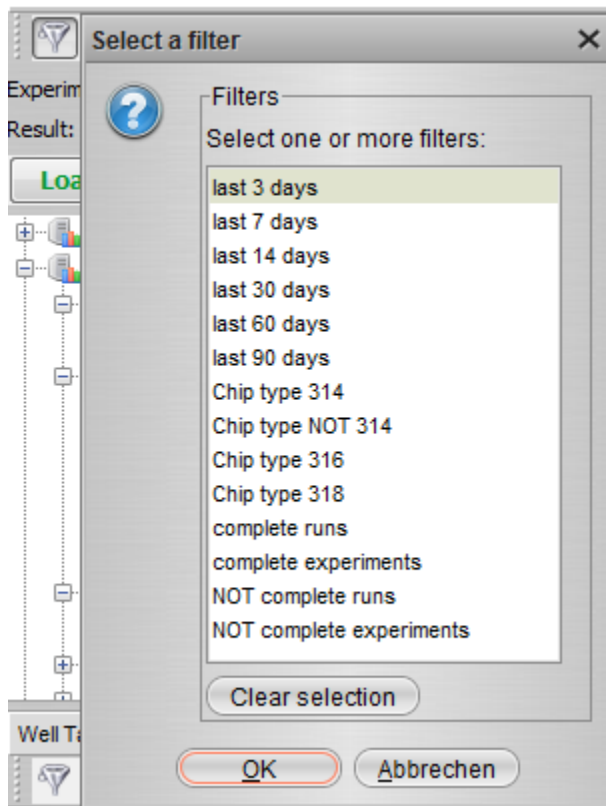 Select a filter
Experim
Result:
Loa
Filters
Select one or more filters:
last 3 days
last 7 days
last 14 days
last 30 days
last 60 days
last 90 days
Chip type 314
Chip type NOT 314
Chip type 316
Chip type 318
complete runs
complete experiments
NOT complete runs
NOT complete experiments
Clear selection
Well Ta
OK Abbrechen